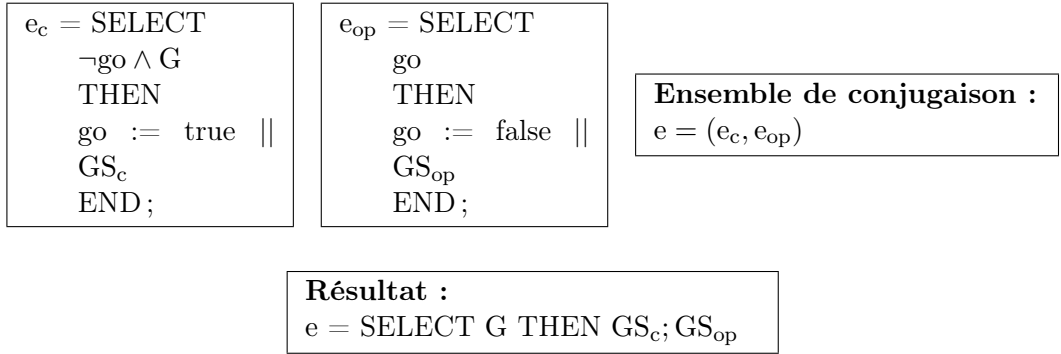 e_c = SELECT
¬go ∧ G
THEN
go := true ||
GS_c
END ;
e_op = SELECT
go
THEN
go := false ||
GS_op
END ;
Ensemble de conjugaison :
e = (e_c, e_op)
Résultat :
e = SELECT G THEN GS_c; GS_op